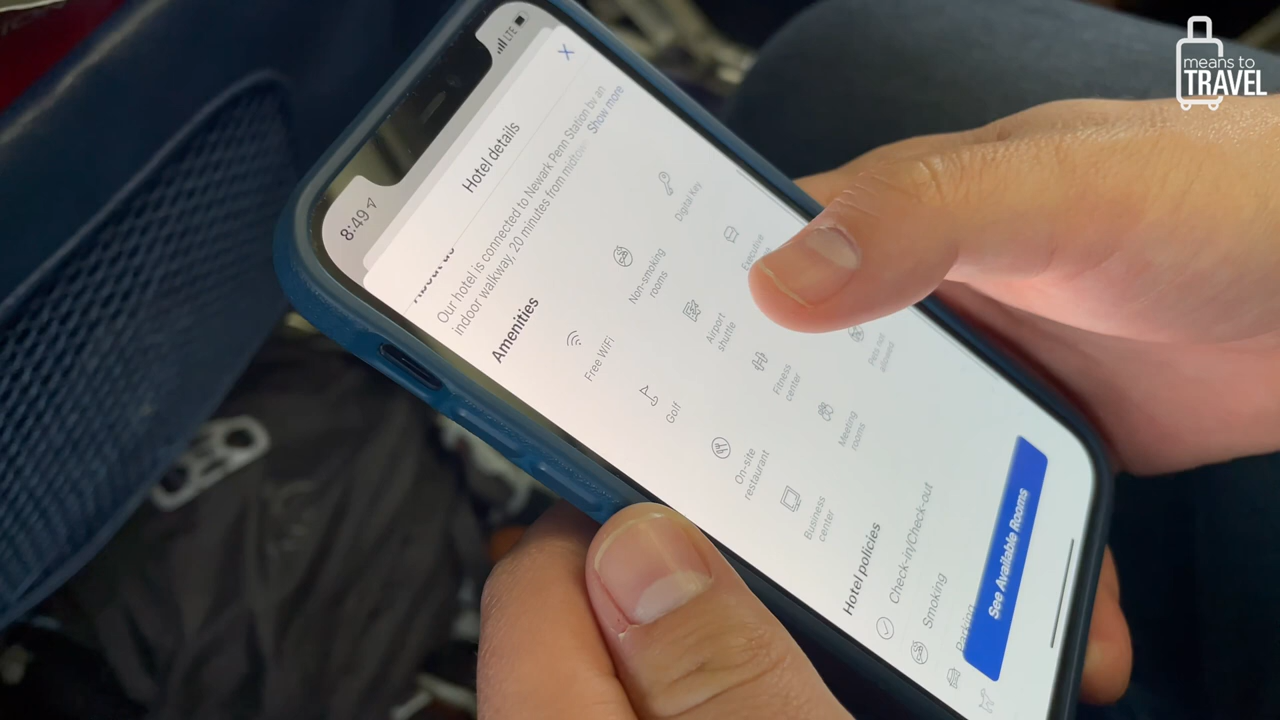 means to
TRAVEL
8:49
LTE
Hotel details
Our hotel is connected to Newark Penn Station by an
indoor walkway, 20 minutes from
Show more
Amenities
Free WiFi
Non-smoking
rooms
Digital Key
Golf
Airport
shuttle
Executive
On-site
restaurant
Fitness
center
Pets not
allowed
Business
center
Meeting
rooms
Hotel policies
Check-in/Check-out
Smoking
Parking
See Available Rooms